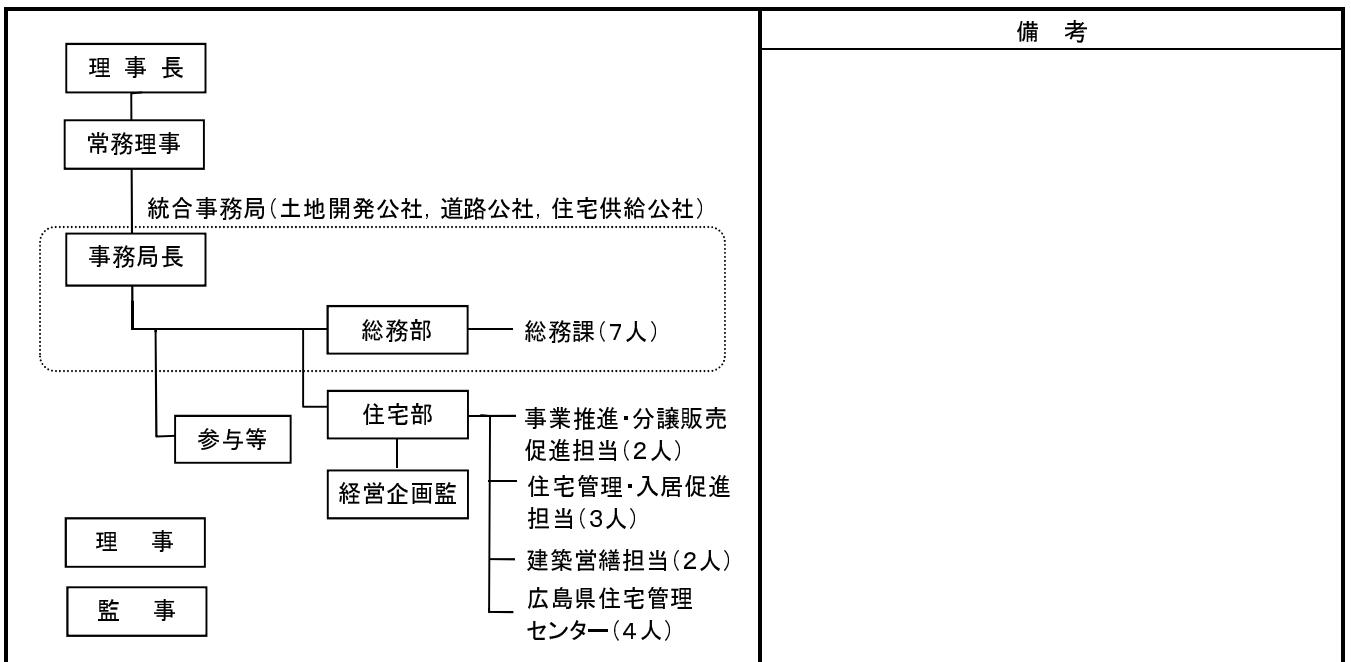 備　考
理 事 長
常務理事
統合事務局（土地開発公社，道路公社，住宅供給公社）
事務局長
総務部
総務課（７人）
住宅部
参与等
経営企画監
事業推進・分譲販売
促進担当（２人）
住宅管理・入居促進
担当（３人）
建築営繕担当（２人）
広島県住宅管理
センター（４人）
理　事
監　事